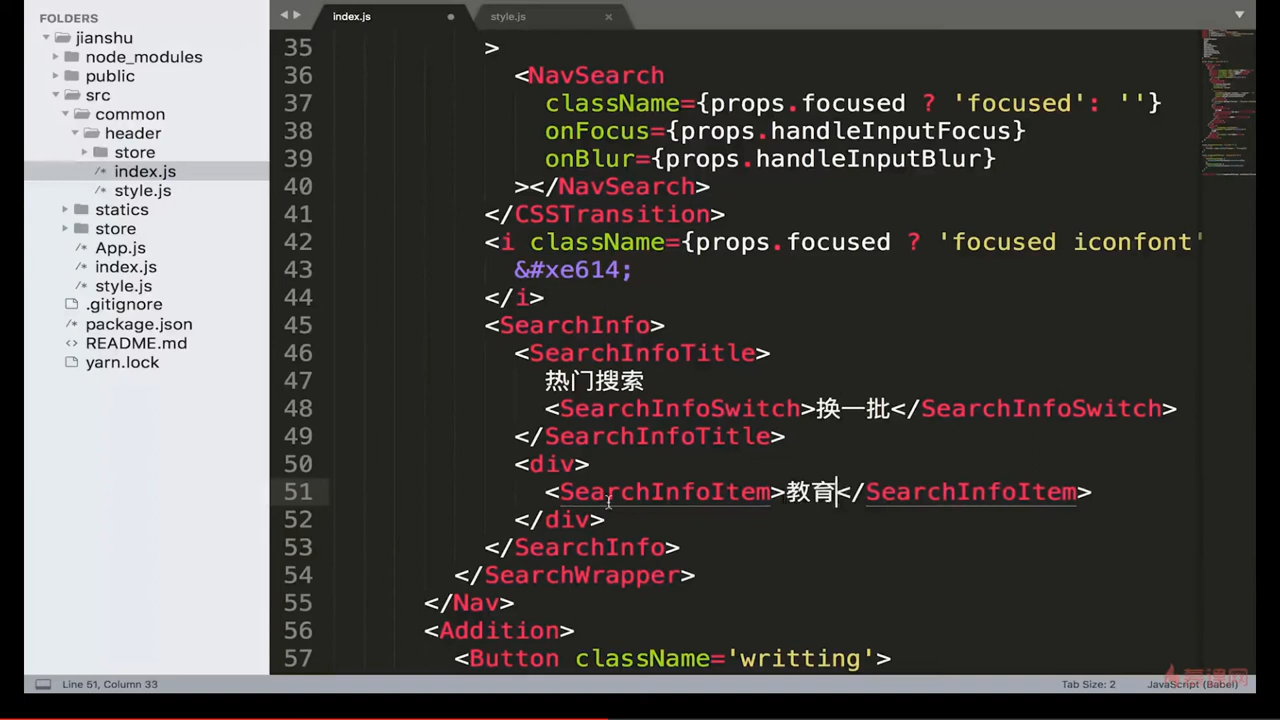 FOLDERS
jianshu
node_modules
public
src
common
header
store
index.js
style.js
statics
store
App.js
index.js
style.js
.gitignore
package.json
README.md
yarn.lock
index.js
style.js
35 >
36 <NavSearch
37 className={props.focused ? 'focused': ''}
38 onFocus={props.handleInputFocus}
39 onBlur={props.handleInputBlur}
40 ></NavSearch>
41 </CSSTransition>
42 <i className={props.focused ? 'focused iconfont'
43 &#xe614;
44 </i>
45 <SearchInfo>
46 <SearchInfoTitle>
47 热门搜索
48 <SearchInfoSwitch>换一批</SearchInfoSwitch>
49 </SearchInfoTitle>
50 <div>
51 <SearchInfoItem>教育</SearchInfoItem>
52 </div>
53 </SearchInfo>
54 </SearchWrapper>
55 </Nav>
56 <Addition>
57 <Button className='writting'>
Line 51, Column 33
Tab Size: 2
JavaScript (Babel)
慕课网